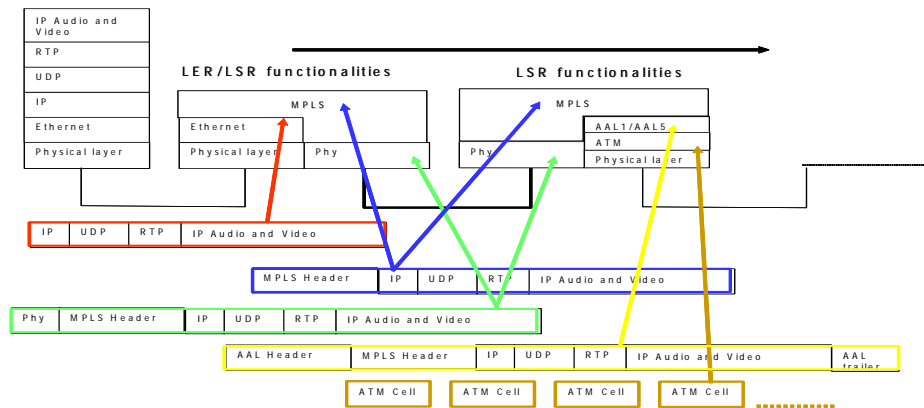 IP Audio and
Video
RTP
UDP
IP
Ethernet
Physical layer
LER/LSR functionalities
MPLS
Ethernet
Physical layer
Phy
LSR functionalities
MPLS
AAL1/AAL5
ATM
Phy
Physical layer
IP UDP RTP IP Audio and Video
MPLS Header IP UDP RTP IP Audio and Video
Phy MPLS Header IP UDP RTP IP Audio and Video
AAL Header MPLS Header IP UDP RTP IP Audio and Video AAL
trailer
ATM Cell ATM Cell ATM Cell ATM Cell